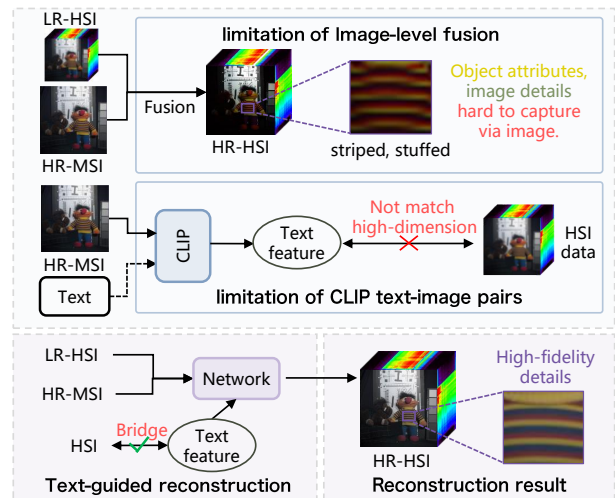 LR-HSI
limitation of Image-level fusion
Object attributes,
image details
hard to capture
via image.
Fusion
HR-HSI
striped, stuffed
HR-MSI
HR-MSI
Text
CLIP
Text
feature
Not match
high-dimension
HSI
data
limitation of CLIP text-image pairs
LR-HSI
HR-MSI
Network
HSI
Bridge
Text
feature
Text-guided reconstruction
High-fidelity
details
HR-HSI
Reconstruction result